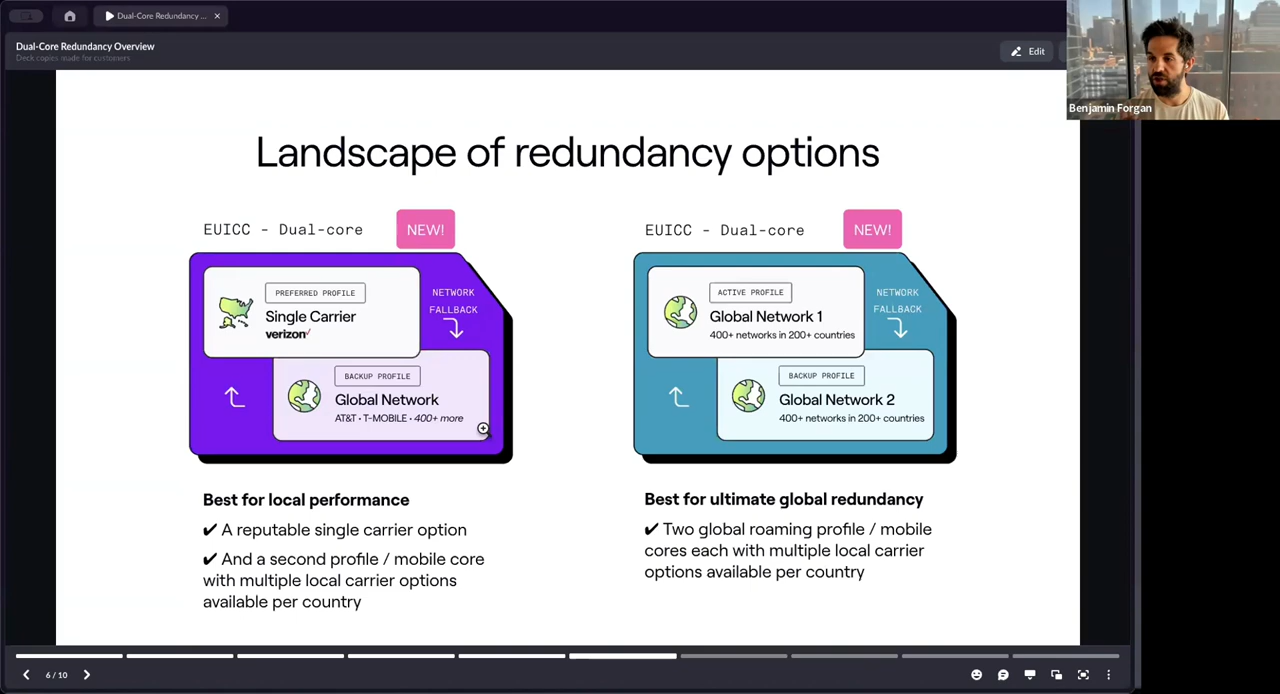 Dual-Core Redundancy ...
Dual-Core Redundancy Overview
Deck copies made for customers
Edit
Benjamin Forgan
Landscape of redundancy options
EUICC - Dual-core
NEW!
PREFERRED PROFILE
Single Carrier
verizon✓
NETWORK
FALLBACK
BACKUP PROFILE
Global Network
AT&T • T-MOBILE • 400+ more
Best for local performance
✔ A reputable single carrier option
✔ And a second profile / mobile core
with multiple local carrier options
available per country
EUICC - Dual-core
NEW!
ACTIVE PROFILE
Global Network 1
400+ networks in 200+ countries
NETWORK
FALLBACK
BACKUP PROFILE
Global Network 2
400+ networks in 200+ countries
Best for ultimate global redundancy
✔ Two global roaming profile / mobile
cores each with multiple local carrier
options available per country
6 / 10